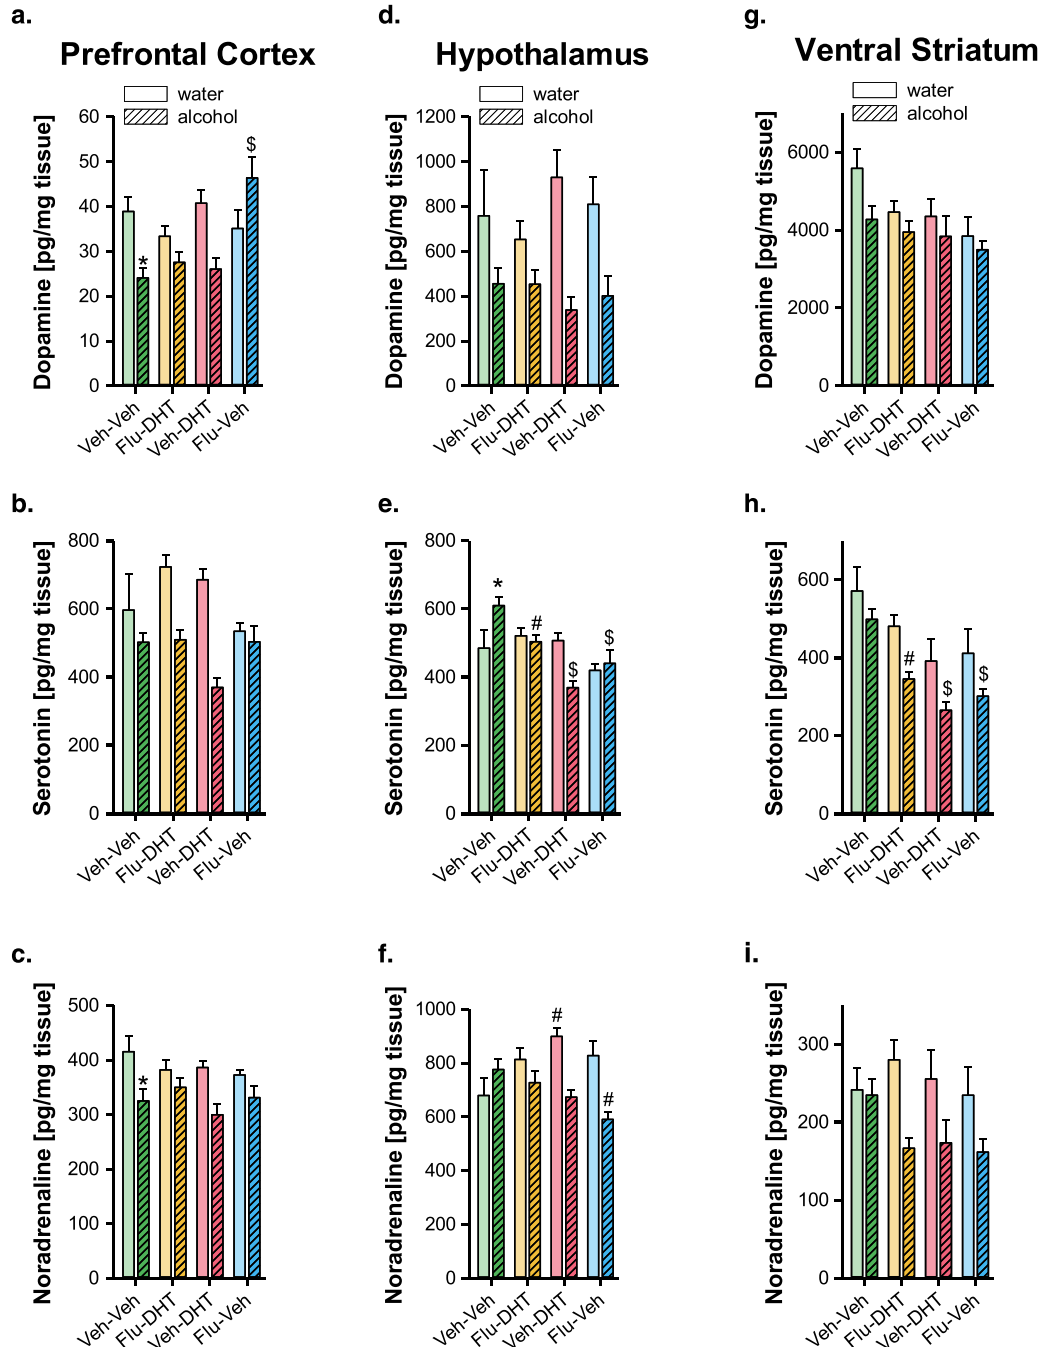 a.
Prefrontal Cortex
water
alcohol
Dopamine [pg/mg tissue]
60
50
40
30
20
10
0
*
$
Veh-Veh
Flu-DHT
Veh-DHT
Flu-Veh
d.
Hypothalamus
water
alcohol
Dopamine [pg/mg tissue]
1200
1000
800
600
400
200
0
Veh-Veh
Flu-DHT
Veh-DHT
Flu-Veh
g.
Ventral Striatum
water
alcohol
Dopamine [pg/mg tissue]
6000
4000
2000
0
Veh-Veh
Flu-DHT
Veh-DHT
Flu-Veh
b.
Serotonin [pg/mg tissue]
800
600
400
200
0
Veh-Veh
Flu-DHT
Veh-DHT
Flu-Veh
e.
Serotonin [pg/mg tissue]
800
600
400
200
0
*
#
$
$
Veh-Veh
Flu-DHT
Veh-DHT
Flu-Veh
h.
Serotonin [pg/mg tissue]
600
400
200
0
#
$
$
Veh-Veh
Flu-DHT
Veh-DHT
Flu-Veh
c.
Noradrenaline [pg/mg tissue]
500
400
300
200
100
0
*
Veh-Veh
Flu-DHT
Veh-DHT
Flu-Veh
f.
Noradrenaline [pg/mg tissue]
1000
800
600
400
200
0
#
#
Veh-Veh
Flu-DHT
Veh-DHT
Flu-Veh
i.
Noradrenaline [pg/mg tissue]
300
200
100
0
Veh-Veh
Flu-DHT
Veh-DHT
Flu-Veh